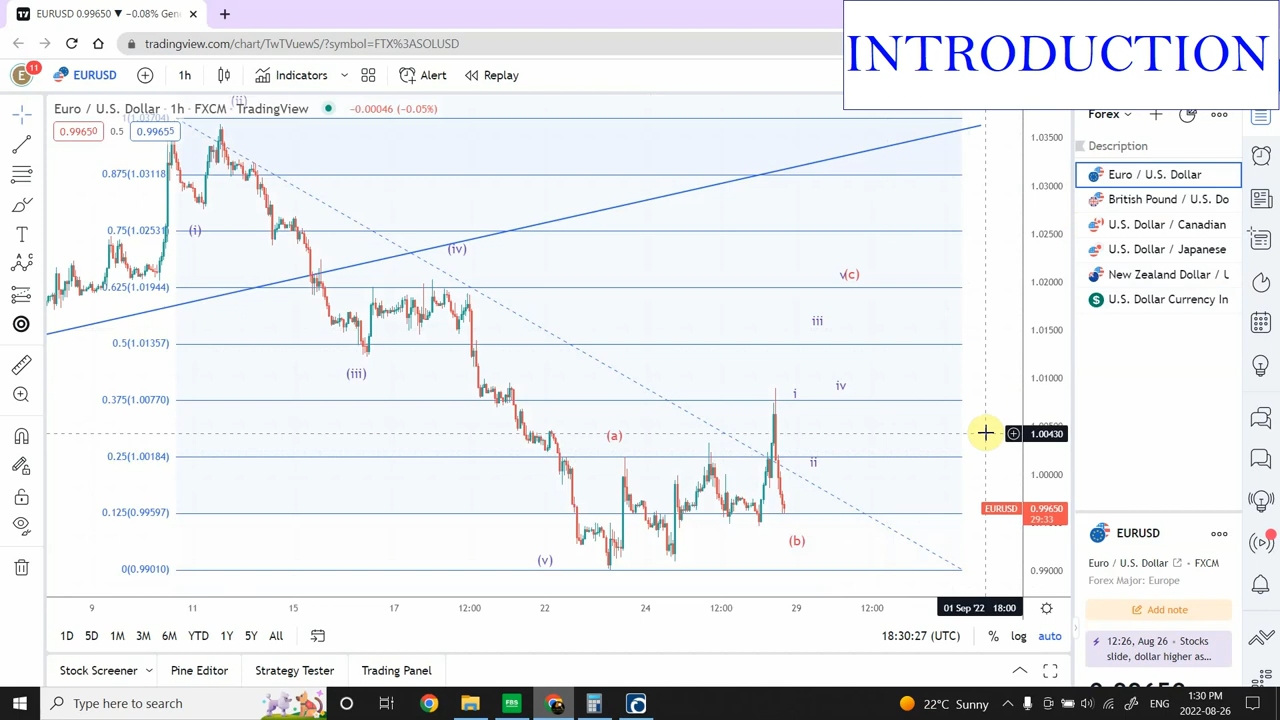 EURUSD 0.99650 ▼ −0.08% Gene
INTRODUCTION
tradingview.com/chart/TwTVuewS/?symbol=FTX%3ASOLUSD
E
11
EURUSD
1h
Indicators
Alert
Replay
Euro / U.S. Dollar · 1h · FXCM · TradingView
−0.00046 (−0.05%)
0.99650
0.5
0.99655
(ii)
1(1.03704)
0.875(1.03118)
0.75(1.02531)
0.625(1.01944)
0.5(1.01357)
0.375(1.00770)
0.25(1.00184)
0.125(0.99597)
0(0.99010)
(i)
(iv)
(iii)
(v)
(a)
(b)
v(c)
iii
i
iv
ii
1.03500
1.03000
1.02500
1.02000
1.01500
1.01000
1.00430
1.00000
EURUSD
0.99650
29:33
0.99000
9
11
15
17
12:00
22
24
12:00
29
12:00
01 Sep '22 18:00
1D
5D
1M
3M
6M
YTD
1Y
5Y
All
18:30:27 (UTC)
%
log
auto
Stock Screener
Pine Editor
Strategy Tester
Trading Panel
Forex
Description
Euro / U.S. Dollar
British Pound / U.S. Do
U.S. Dollar / Canadian
U.S. Dollar / Japanese
New Zealand Dollar / U
U.S. Dollar Currency In
EURUSD
Euro / U.S. Dollar
FXCM
Forex Major: Europe
Add note
12:26, Aug 26 • Stocks
slide, dollar higher as...
Type here to search
FBS
22°C Sunny
ENG
1:30 PM
2022-08-26